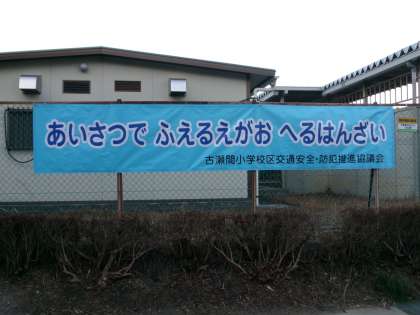 あいさつで ふえるえがお へるはんざい
古瀬間小学校区交通安全・防犯推進協議会